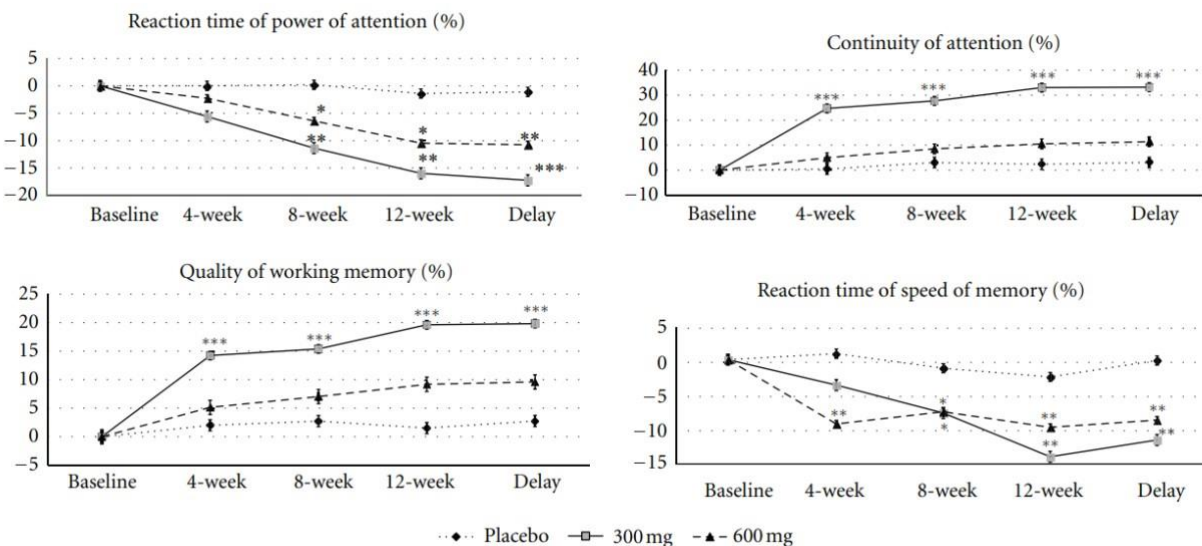 Reaction time of power of attention (%)
5
0
−5
−10
−15
−20
* ** * ** ** ***
Baseline 4-week 8-week 12-week Delay
Continuity of attention (%)
40
30
20
10
0
−10
*** *** *** ***
Baseline 4-week 8-week 12-week Delay
Quality of working memory (%)
25
20
15
10
5
0
−5
*** *** *** ***
Baseline 4-week 8-week 12-week Delay
Reaction time of speed of memory (%)
5
0
−5
−10
−15
** * * ** ** ** **
Baseline 4-week 8-week 12-week Delay
Placebo 300 mg 600 mg